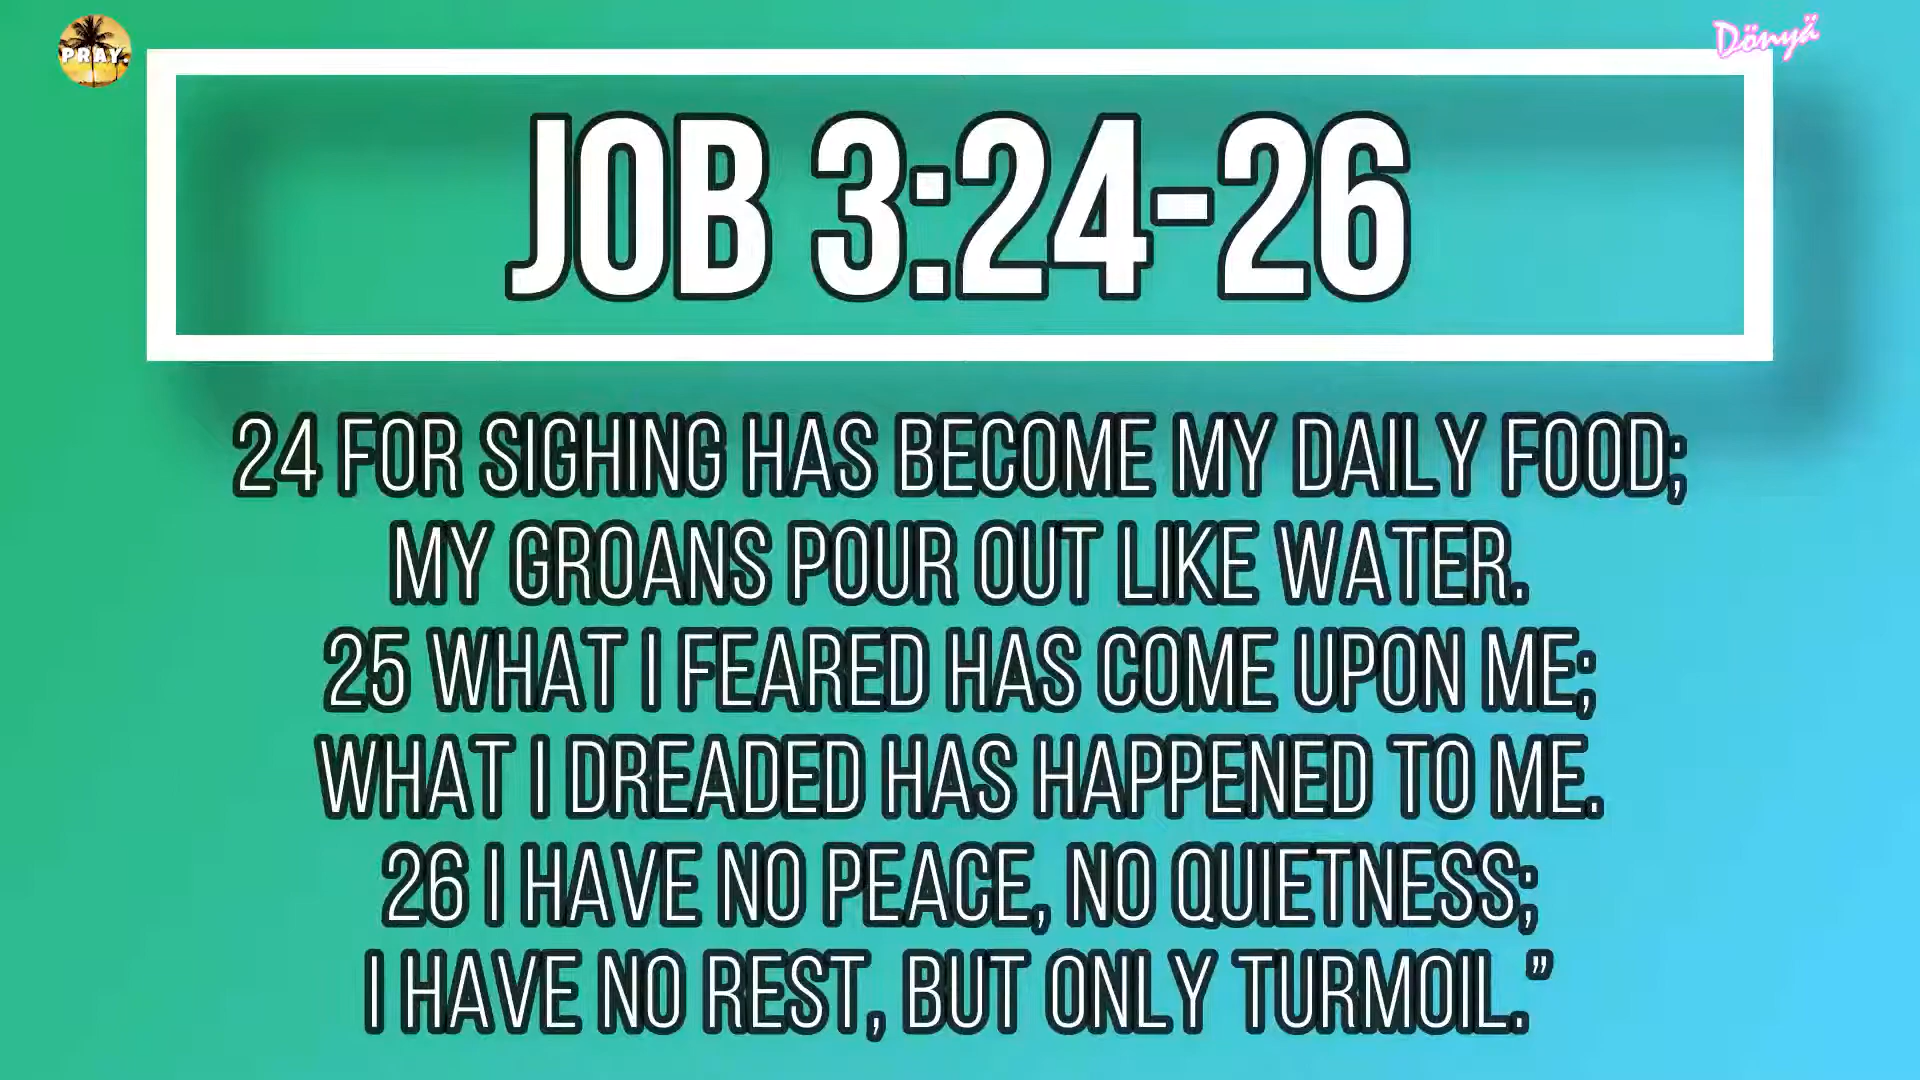 PRAY.
Dönyä
JOB 3:24-26
24 FOR SIGHING HAS BECOME MY DAILY FOOD;
MY GROANS POUR OUT LIKE WATER.
25 WHAT I FEARED HAS COME UPON ME;
WHAT I DREADED HAS HAPPENED TO ME.
26 I HAVE NO PEACE, NO QUIETNESS;
I HAVE NO REST, BUT ONLY TURMOIL.”